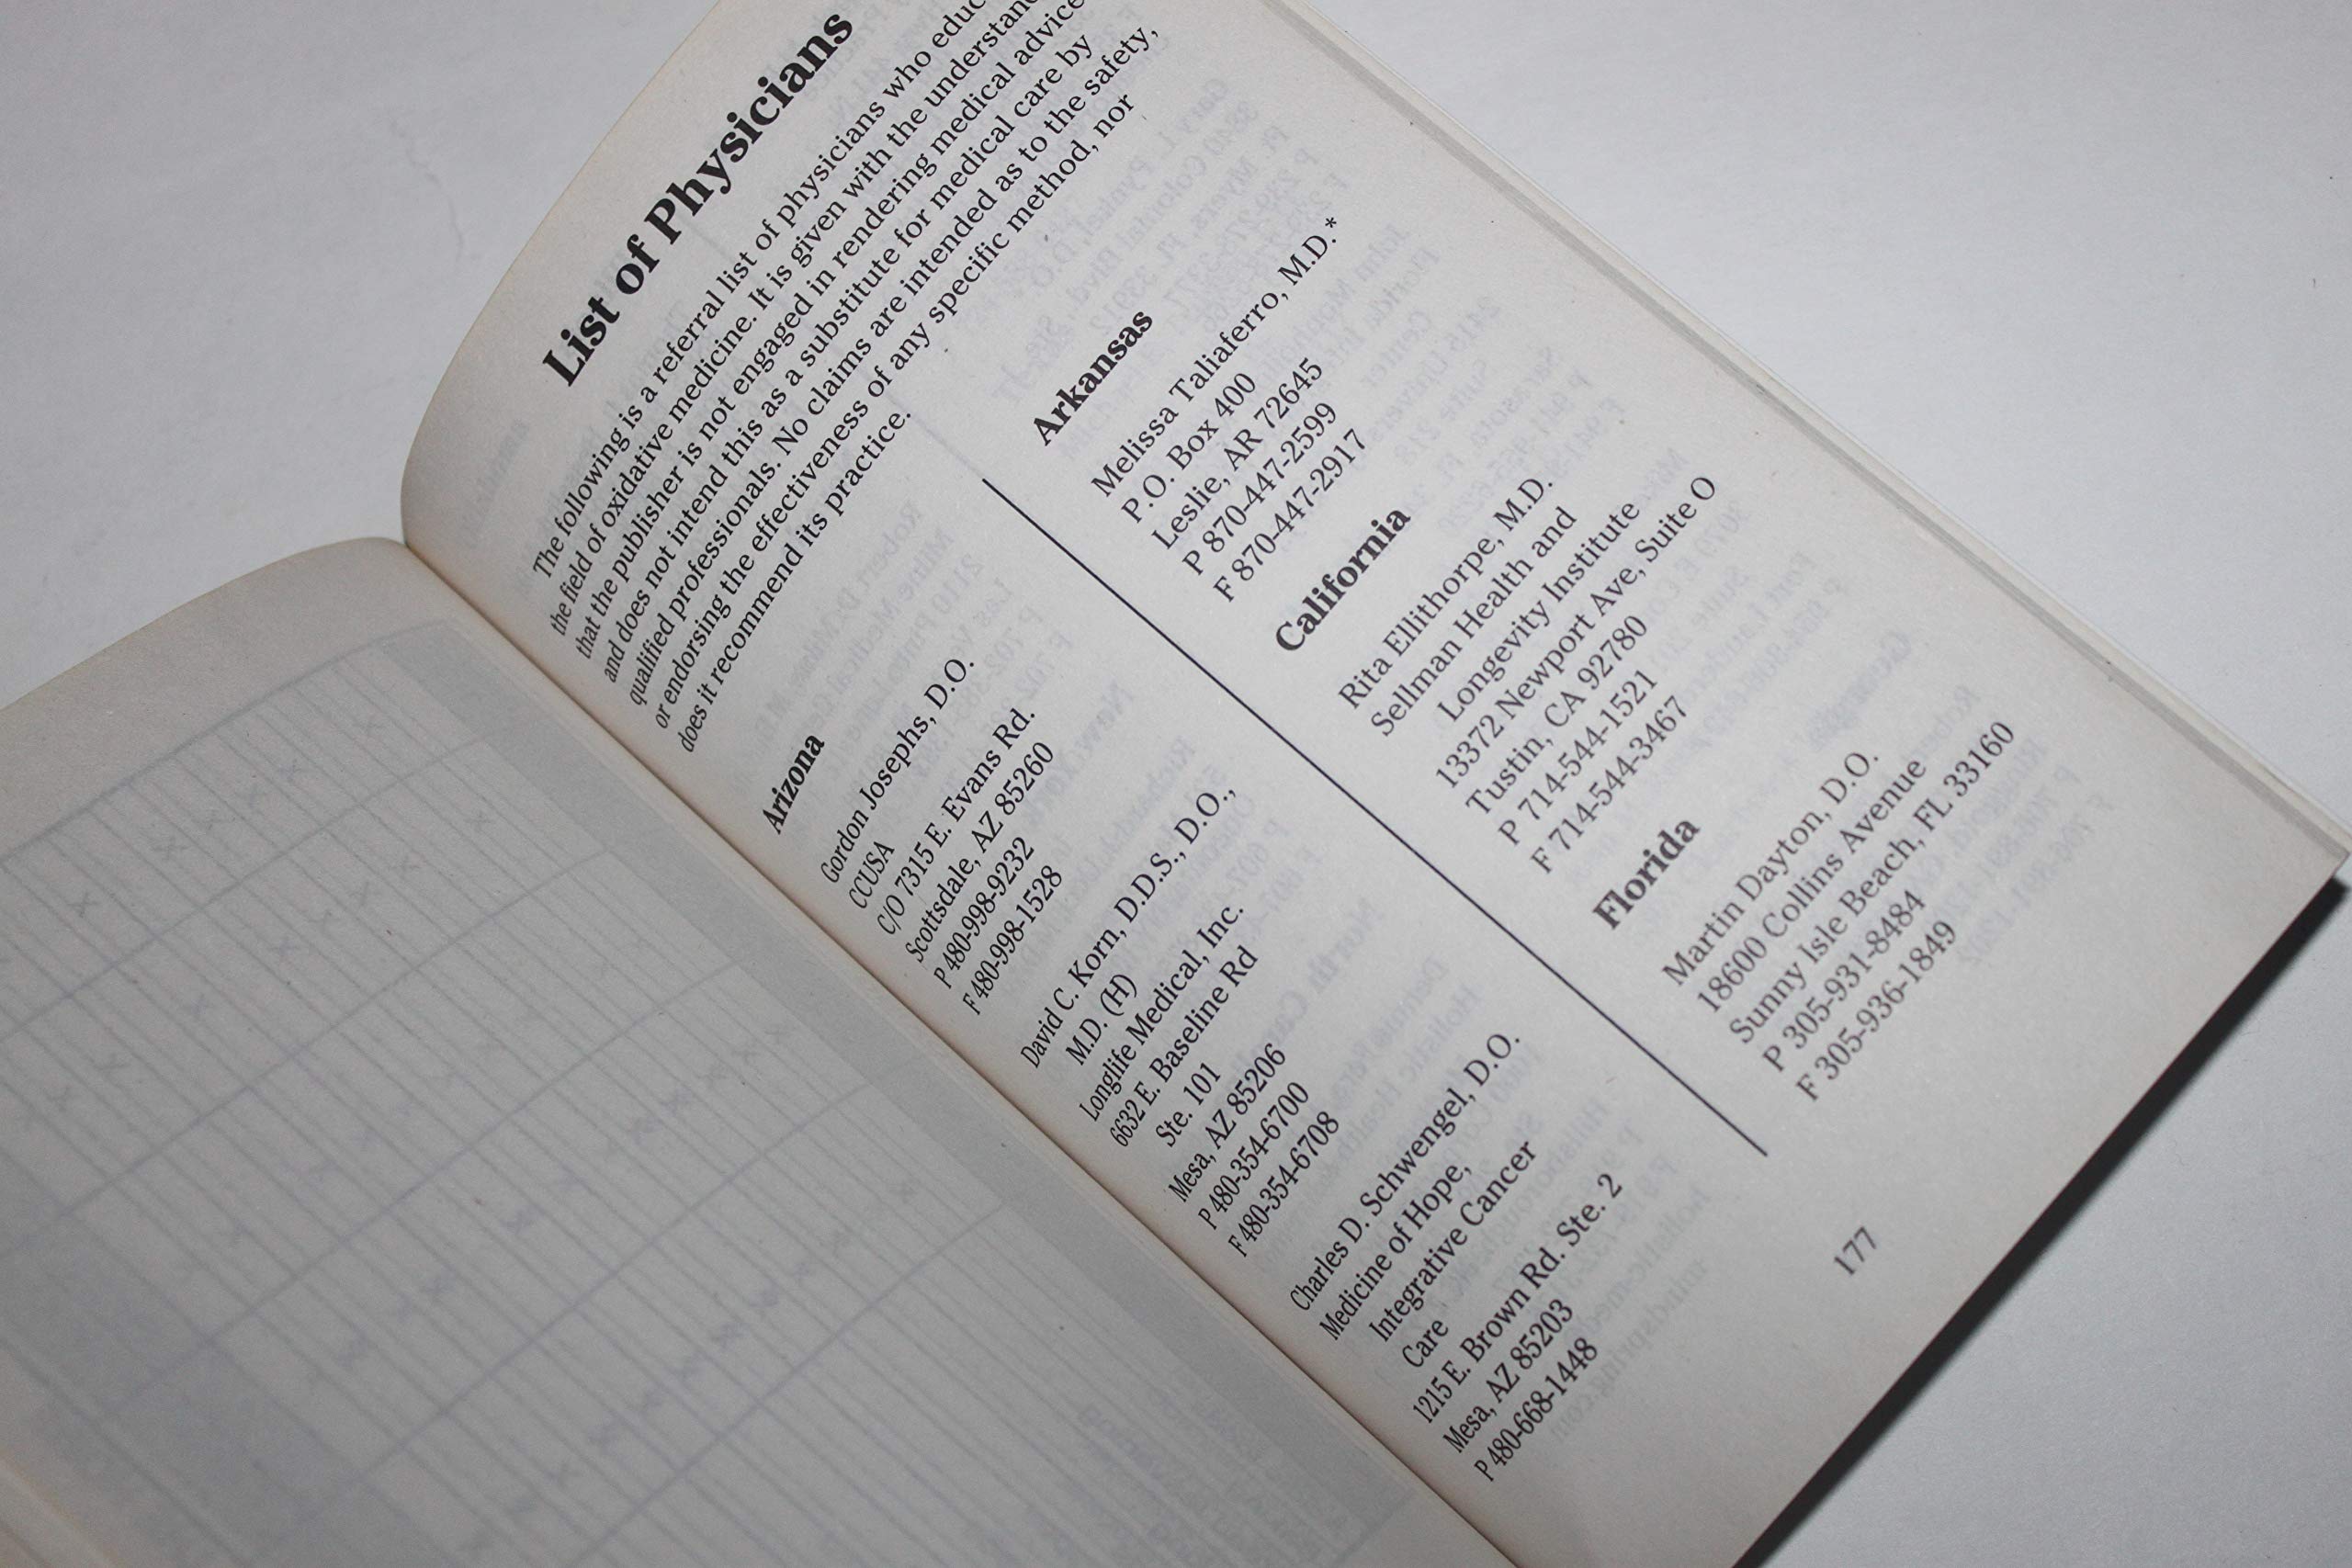 List of Physicians
The following is a referral list of physicians who
the field of oxidative medicine. It is given with the
that the publisher is not engaged in rendering medical advice
and does not intend this as a substitute for medical care by
qualified professionals. No claims are intended as to the safety,
or endorsing the effectiveness of any specific method, nor
does it recommend its practice.
Arizona
Gordon Josephs, D.O.
CCUSA
C/O 7315 E. Evans Rd.
Scottsdale, AZ 85260
P 480-998-9232
F 480-998-1528
David C. Korn, D.D.S., D.O.,
M.D. (H)
Longlife Medical, Inc.
6632 E. Baseline Rd
Ste. 101
Mesa, AZ 85206
P 480-354-6700
F 480-354-6708
Charles D. Schwengel, D.O.
Medicine of Hope,
Integrative Cancer
Care
1215 E. Brown Rd. Ste. 2
Mesa, AZ 85203
P 480-668-1448
Arkansas
Melissa Taliaferro, M.D.*
P.O. Box 400
Leslie, AR 72645
P 870-447-2599
F 870-447-2917
California
Rita Ellithorpe, M.D.
Sellman Health and
Longevity Institute
13372 Newport Ave, Suite O
Tustin, CA 92780
P 714-544-1521
F 714-544-3467
Florida
Martin Dayton, D.O.
18600 Collins Avenue
Sunny Isle Beach, FL 33160
P 305-931-8484
F 305-936-1849
177